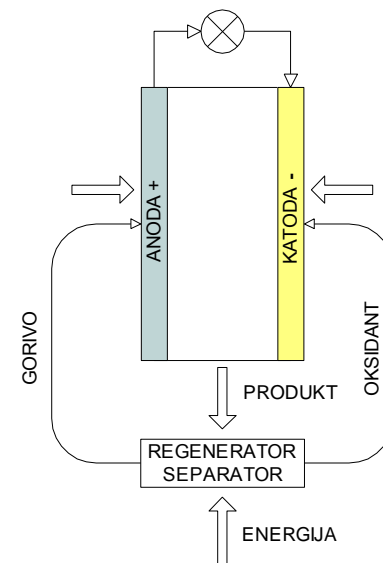 ANODA +
KATODA -
GORIVO
OKSIDANT
PRODUKT
REGENERATOR
SEPARATOR
ENERGIJA